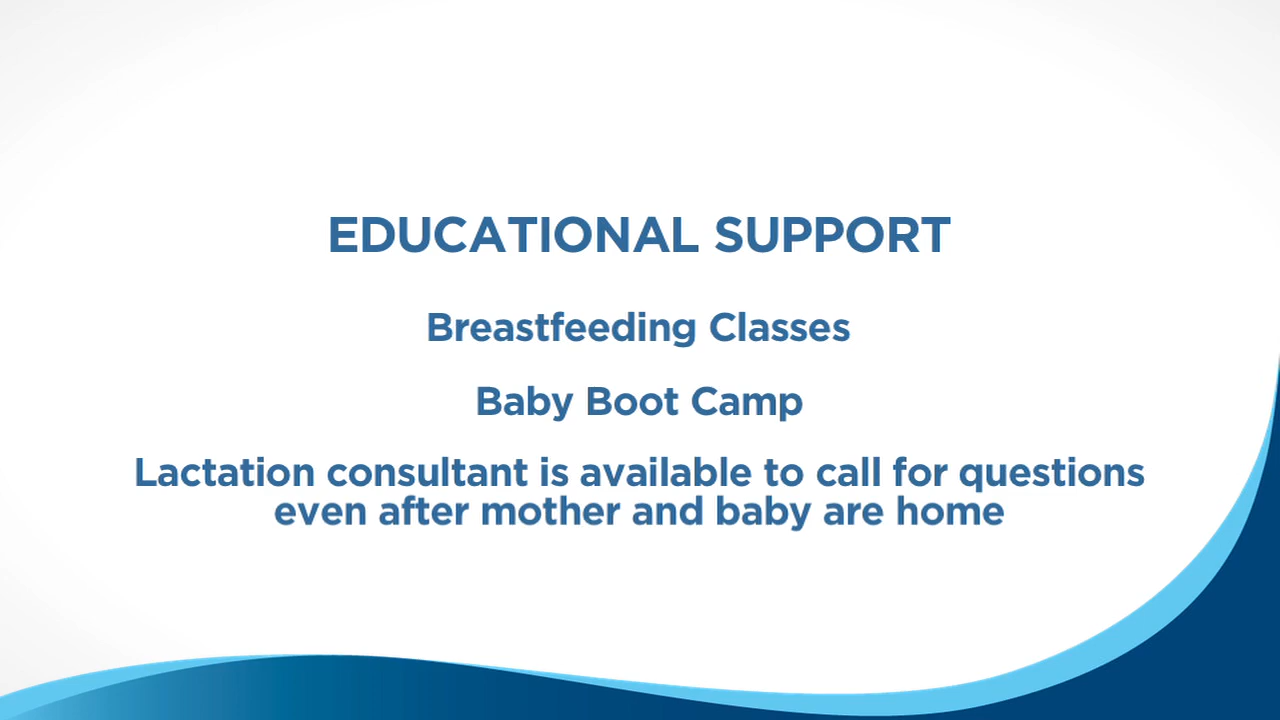 EDUCATIONAL SUPPORT
Breastfeeding Classes
Baby Boot Camp
Lactation consultant is available to call for questions
even after mother and baby are home